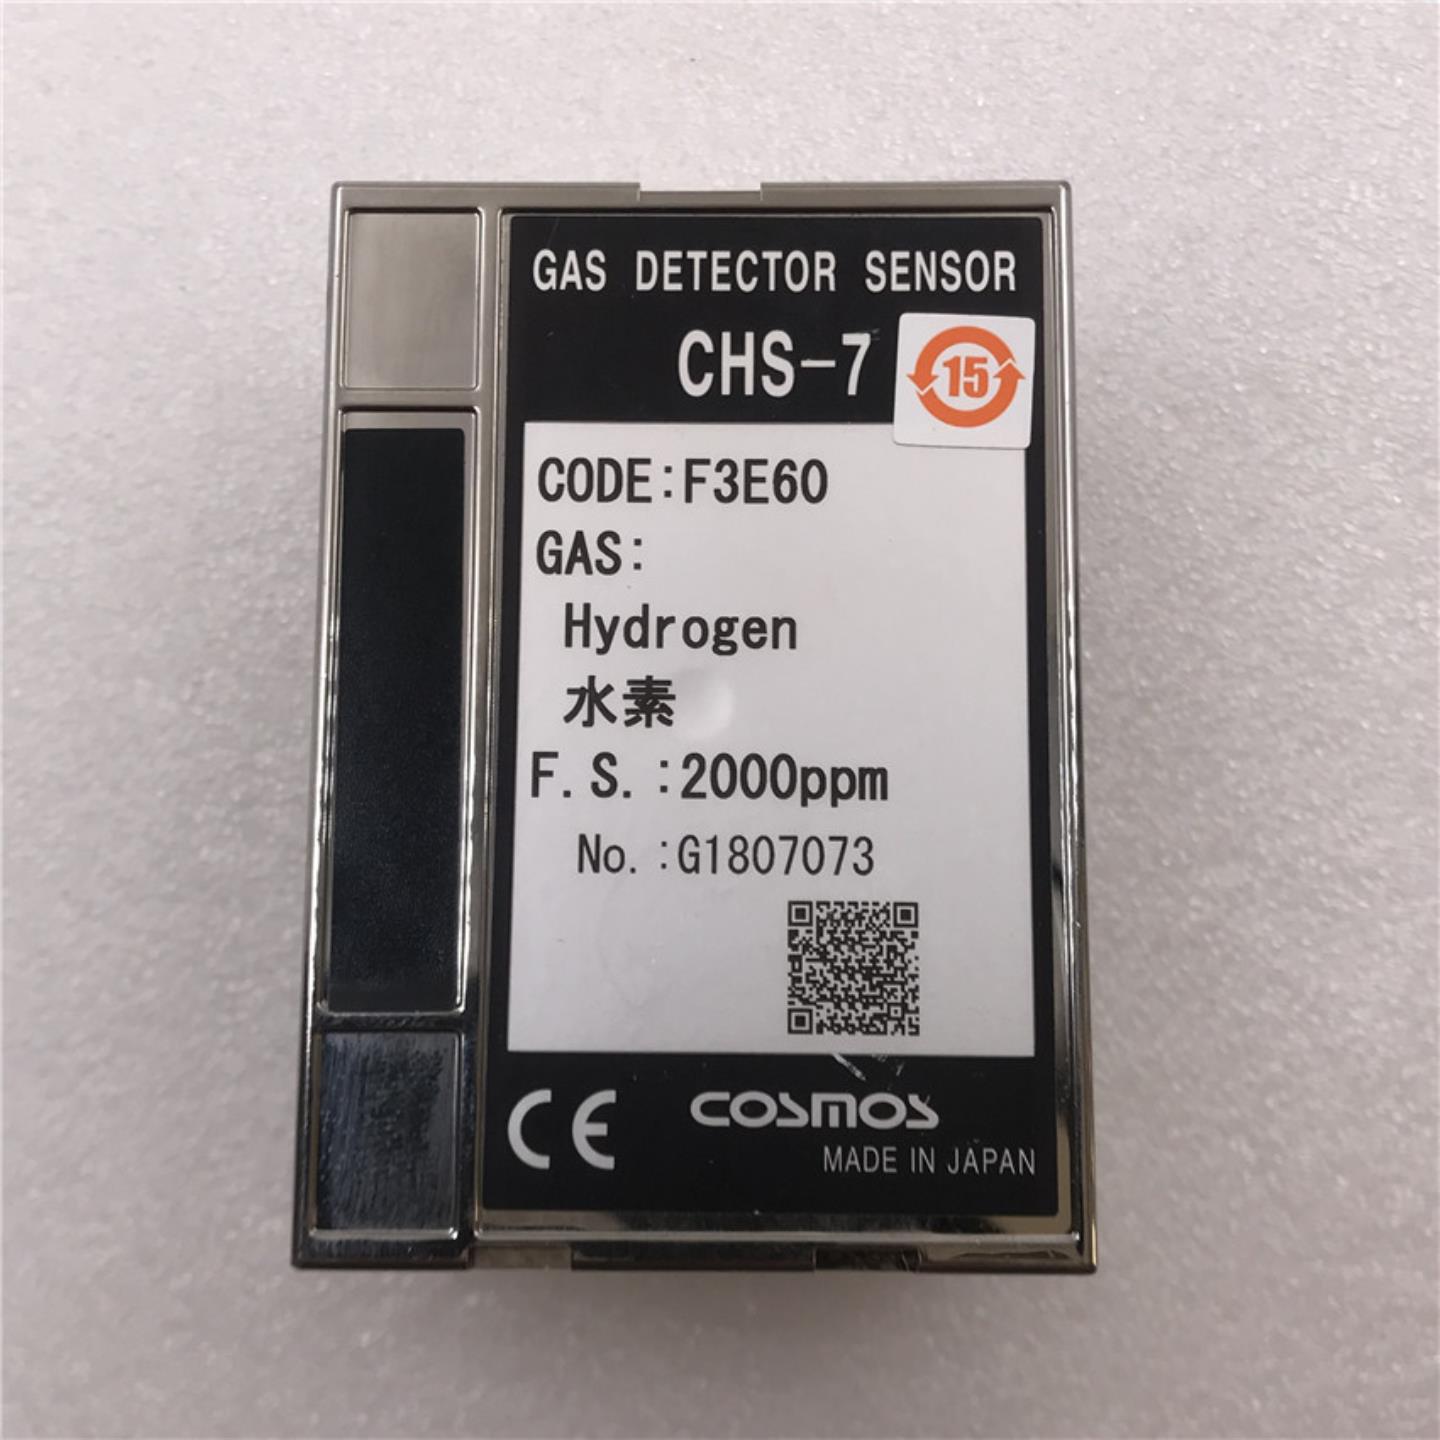 GAS DETECTOR SENSOR
CHS-7
15
CODE:F3E60
GAS:
Hydrogen
水素
F.S.:2000ppm
No.:G1807073
CE
COSMOS
MADE IN JAPAN